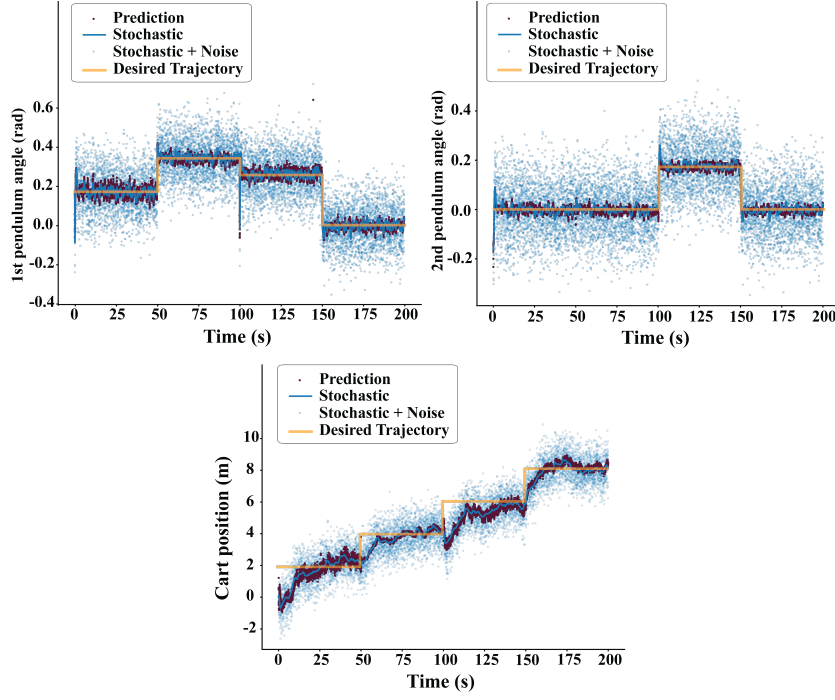 Prediction
Stochastic
Stochastic + Noise
Desired Trajectory
1st pendulum angle (rad)
0.6
0.4
0.2
0.0
-0.2
-0.4
0 25 50 75 100 125 150 175 200
Time (s)
Prediction
Stochastic
Stochastic + Noise
Desired Trajectory
2nd pendulum angle (rad)
0.4
0.2
0.0
-0.2
0 25 50 75 100 125 150 175 200
Time (s)
Prediction
Stochastic
Stochastic + Noise
Desired Trajectory
Cart position (m)
10
8
6
4
2
0
-2
0 25 50 75 100 125 150 175 200
Time (s)